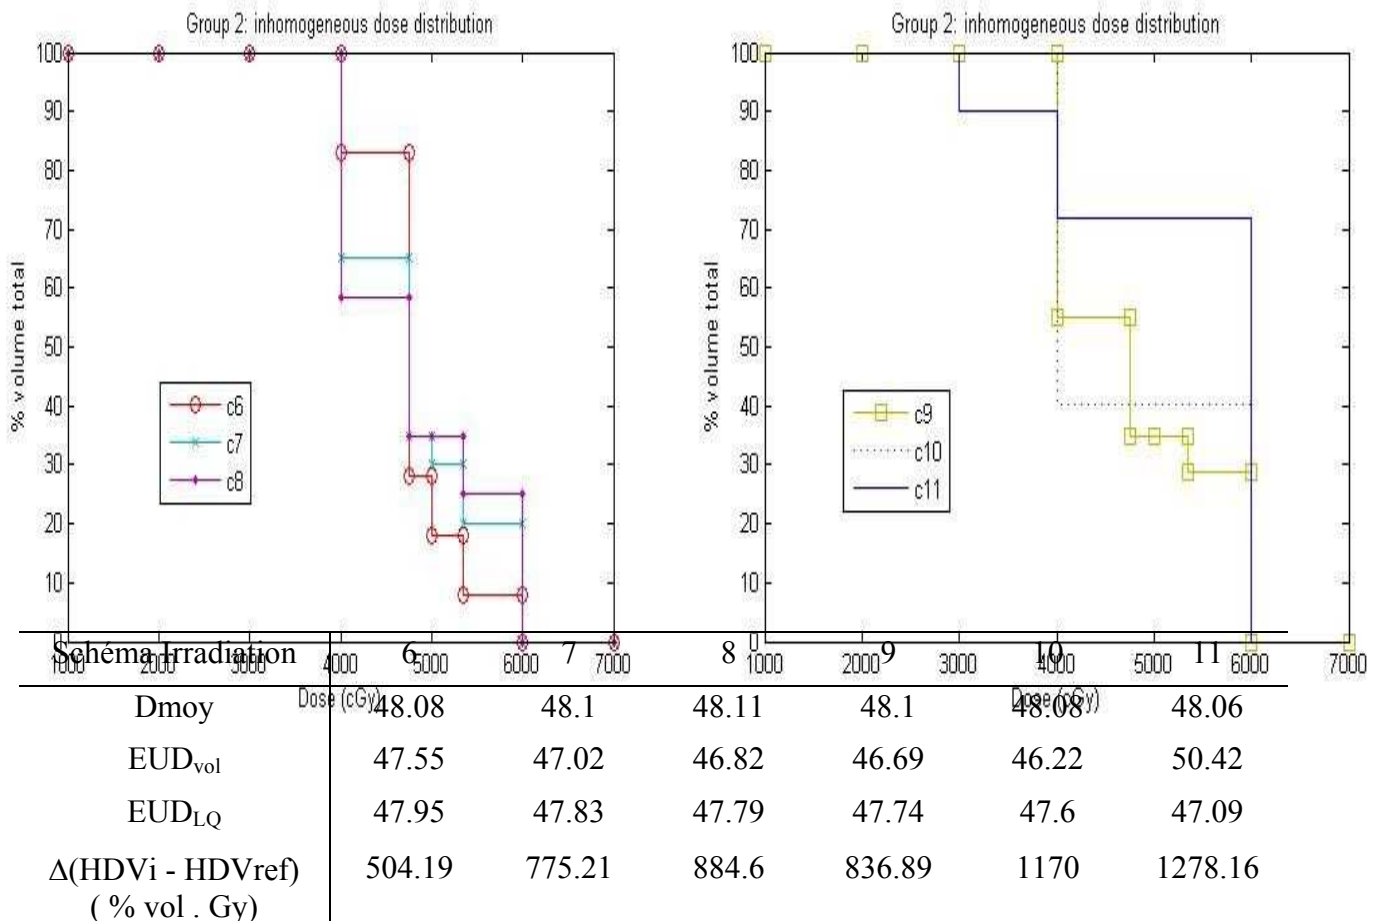 Group 2: inhomogeneous dose distribution
100
90
80
70
60
50
40
30
20
10
0
% volume total
c6
c7
c8
1000 2000 3000 4000 5000 6000 7000
Dose (cGy)
Group 2: inhomogeneous dose distribution
100
90
80
70
60
50
40
30
20
10
0
% volume total
c9
c10
c11
1000 2000 3000 4000 5000 6000 7000
Dose (cGy)
Schéma Irradiation 6 7 8 9 10 11
Dmoy 48.08 48.1 48.11 48.1 48.08 48.06
EUDvol 47.55 47.02 46.82 46.69 46.22 50.42
EUDLQ 47.95 47.83 47.79 47.74 47.6 47.09
Δ(HDVi - HDVref) 504.19 775.21 884.6 836.89 1170 1278.16
( % vol . Gy)